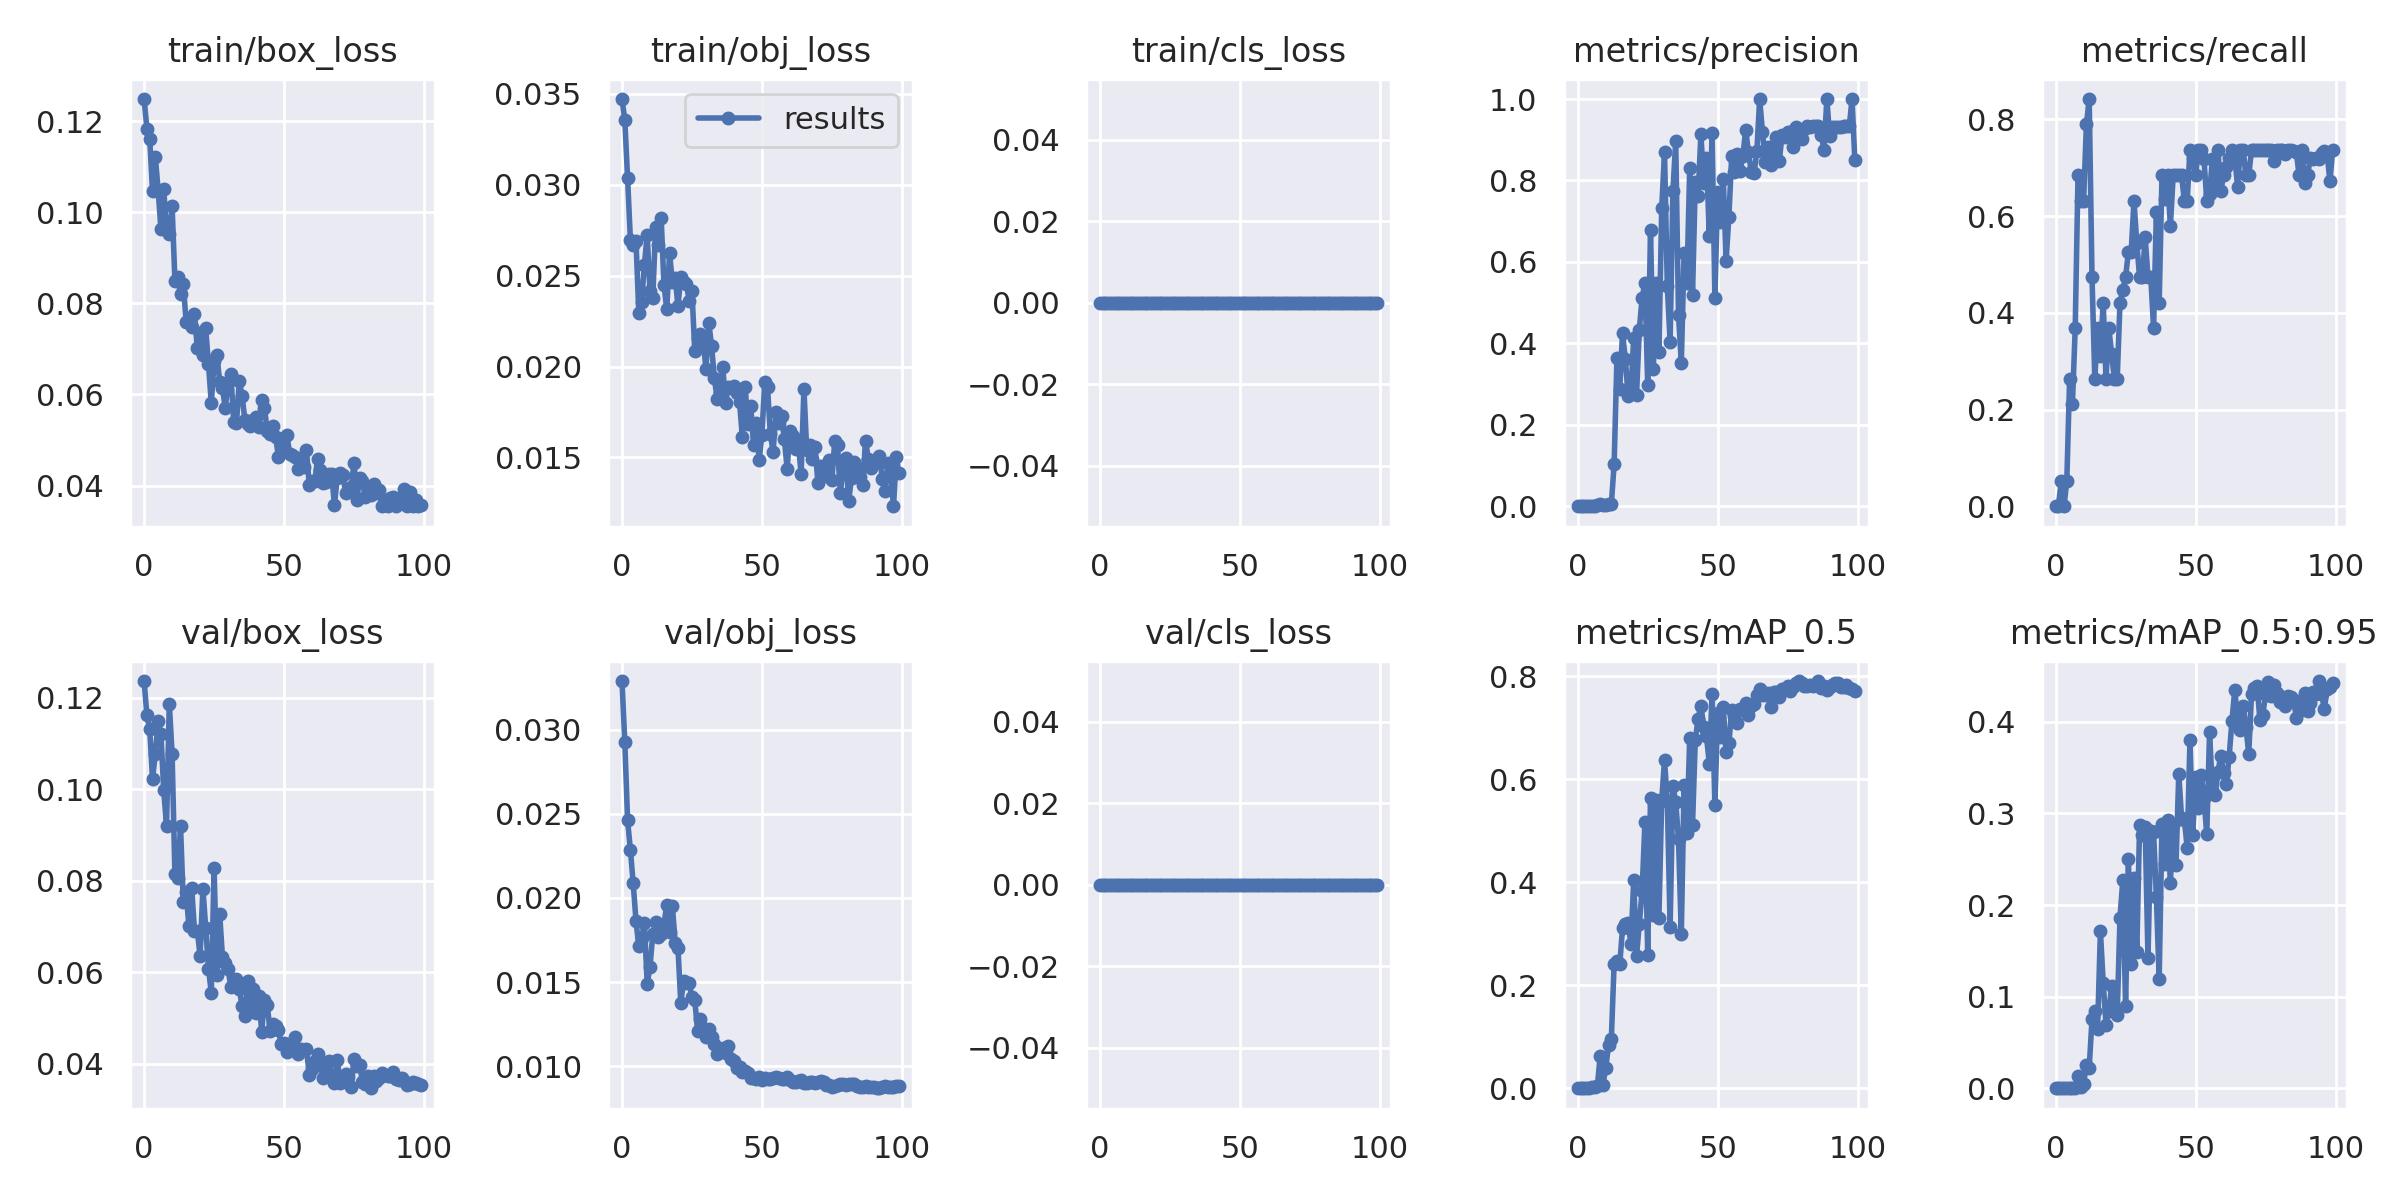 train/box_loss
0.12
0.10
0.08
0.06
0.04
0 50 100
train/obj_loss
results
0.035
0.030
0.025
0.020
0.015
0 50 100
train/cls_loss
0.04
0.02
0.00
−0.02
−0.04
0 50 100
metrics/precision
1.0
0.8
0.6
0.4
0.2
0.0
0 50 100
metrics/recall
0.8
0.6
0.4
0.2
0.0
0 50 100
val/box_loss
0.12
0.10
0.08
0.06
0.04
0 50 100
val/obj_loss
0.030
0.025
0.020
0.015
0.010
0 50 100
val/cls_loss
0.04
0.02
0.00
−0.02
−0.04
0 50 100
metrics/mAP_0.5
0.8
0.6
0.4
0.2
0.0
0 50 100
metrics/mAP_0.5:0.95
0.4
0.3
0.2
0.1
0.0
0 50 100